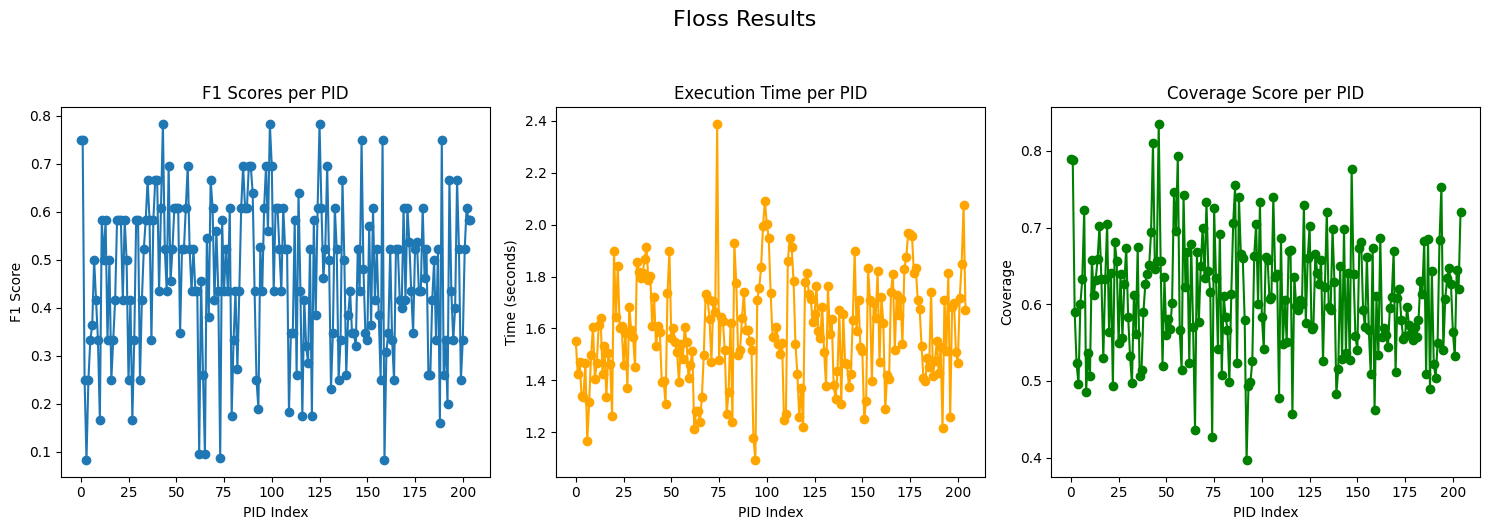 Floss Results
F1 Scores per PID
F1 Score
0.8
0.7
0.6
0.5
0.4
0.3
0.2
0.1
0 25 50 75 100 125 150 175 200
PID Index
Execution Time per PID
Time (seconds)
2.4
2.2
2.0
1.8
1.6
1.4
1.2
0 25 50 75 100 125 150 175 200
PID Index
Coverage Score per PID
Coverage
0.8
0.7
0.6
0.5
0.4
0 25 50 75 100 125 150 175 200
PID Index